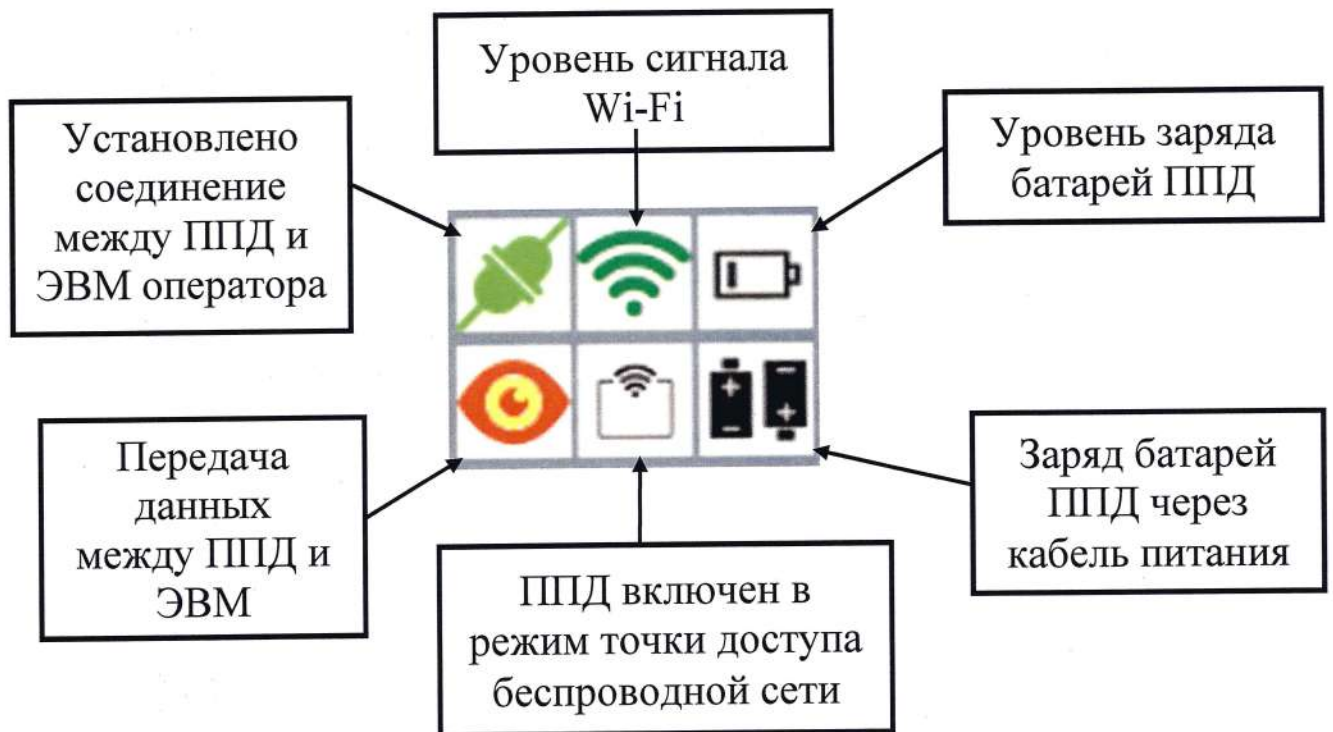 Уровень сигнала
Wi-Fi
Установлено
соединение
между ППД и
ЭВМ оператора
Уровень заряда
батарей ППД
Передача
данных
между ППД и
ЭВМ
ППД включен в
режим точки доступа
беспроводной сети
Заряд батарей
ППД через
кабель питания